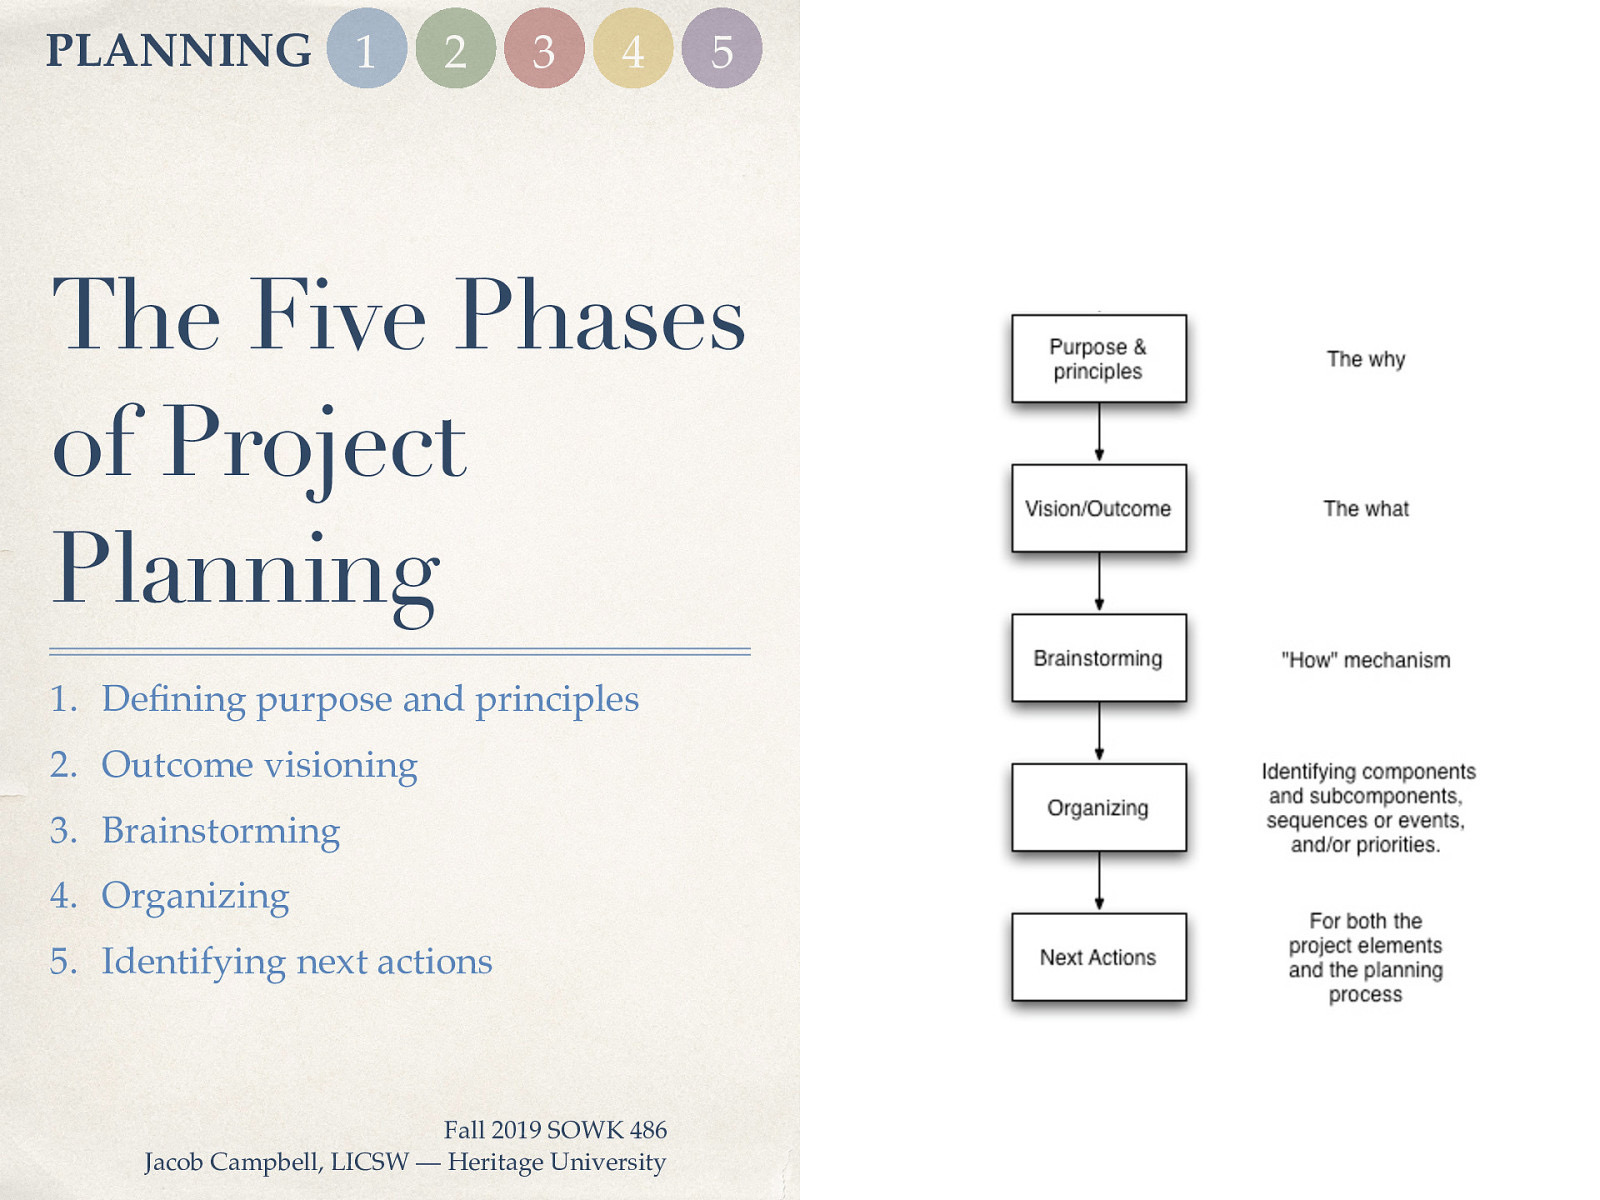 PLANNING 1 2 3 4 5
The Five Phases
of Project
Planning
1. Defining purpose and principles
2. Outcome visioning
3. Brainstorming
4. Organizing
5. Identifying next actions
Fall 2019 SOWK 486
Jacob Campbell, LICSW — Heritage University
Purpose &
principles
The why
Vision/Outcome
The what
Brainstorming
"How" mechanism
Organizing
Identifying components
and subcomponents,
sequences or events,
and/or priorities.
Next Actions
For both the
project elements
and the planning
process